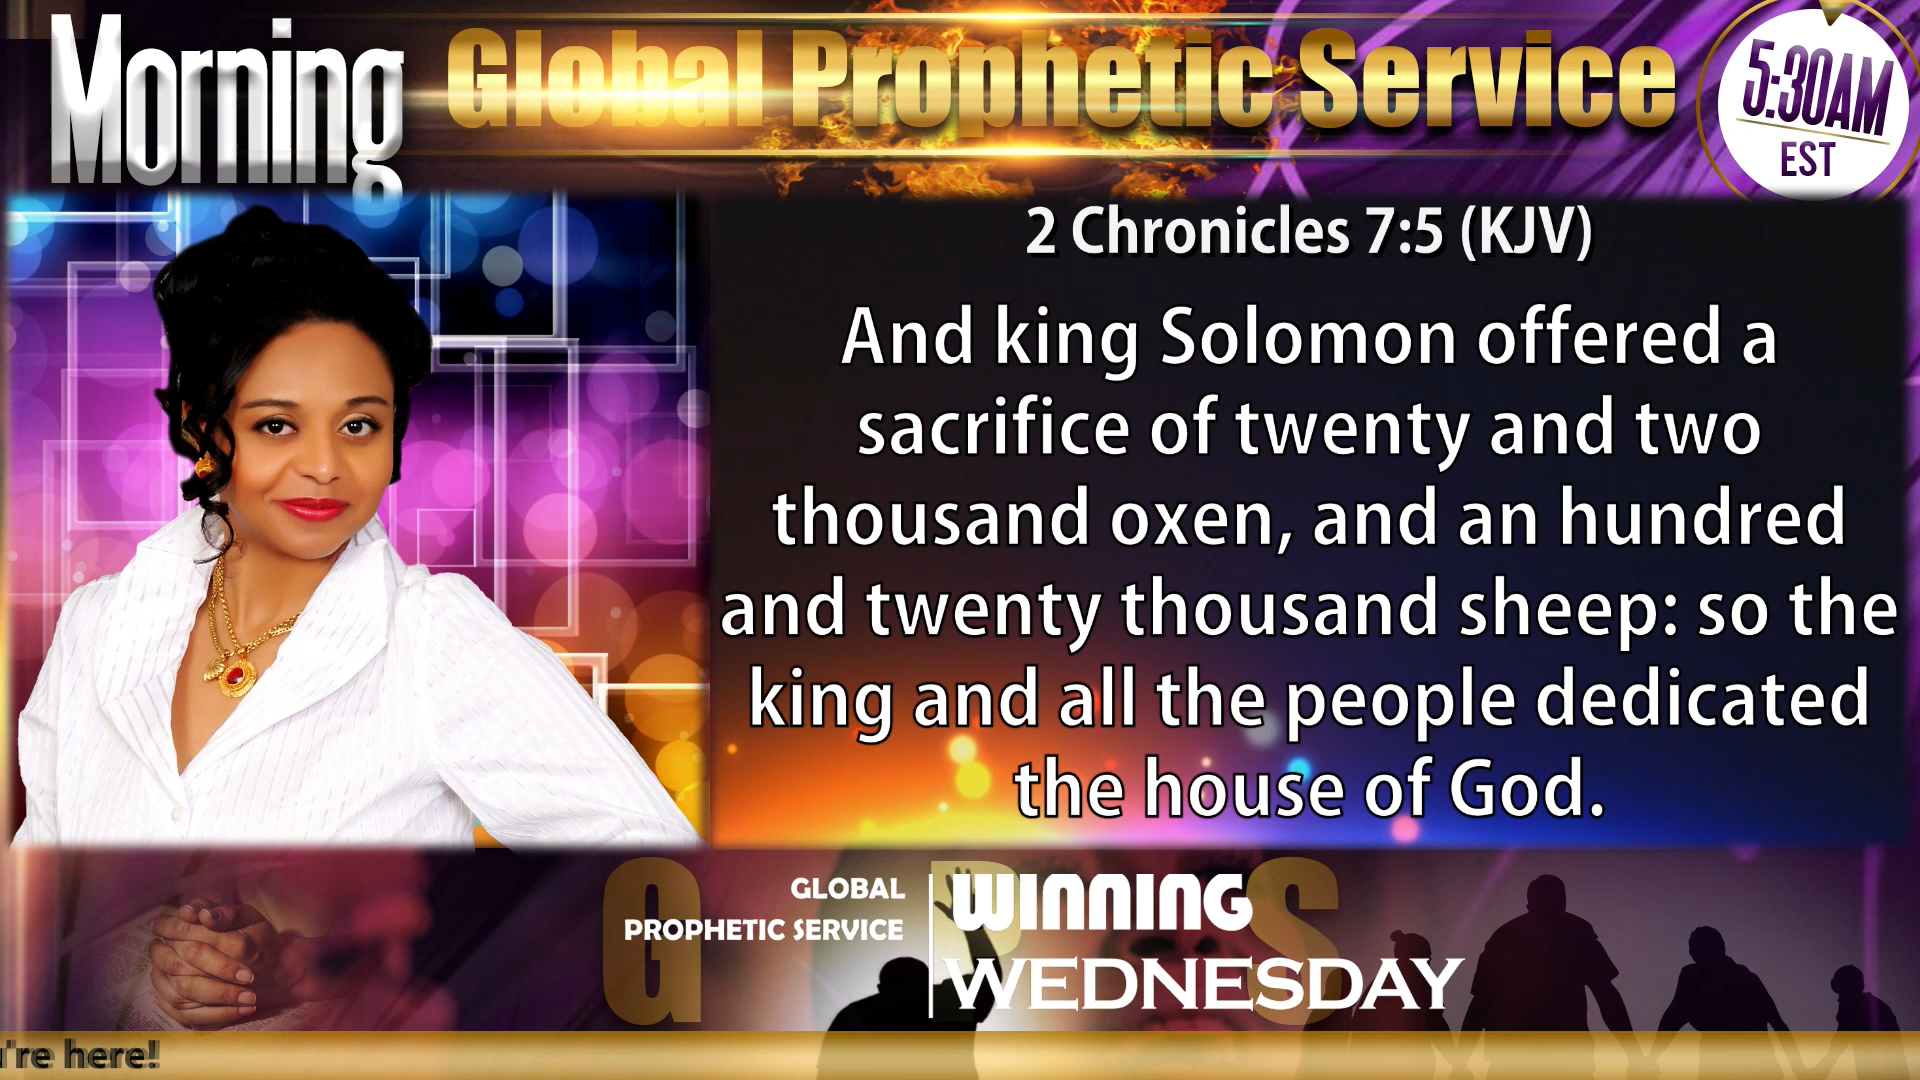 Morning Global Prophetic Service
5:30AM
EST
2 Chronicles 7:5 (KJV)
And king Solomon offered a
sacrifice of twenty and two
thousand oxen, and an hundred
and twenty thousand sheep: so the
king and all the people dedicated
the house of God.
G P S
GLOBAL
PROPHETIC SERVICE
WINNING
WEDNESDAY
're here!